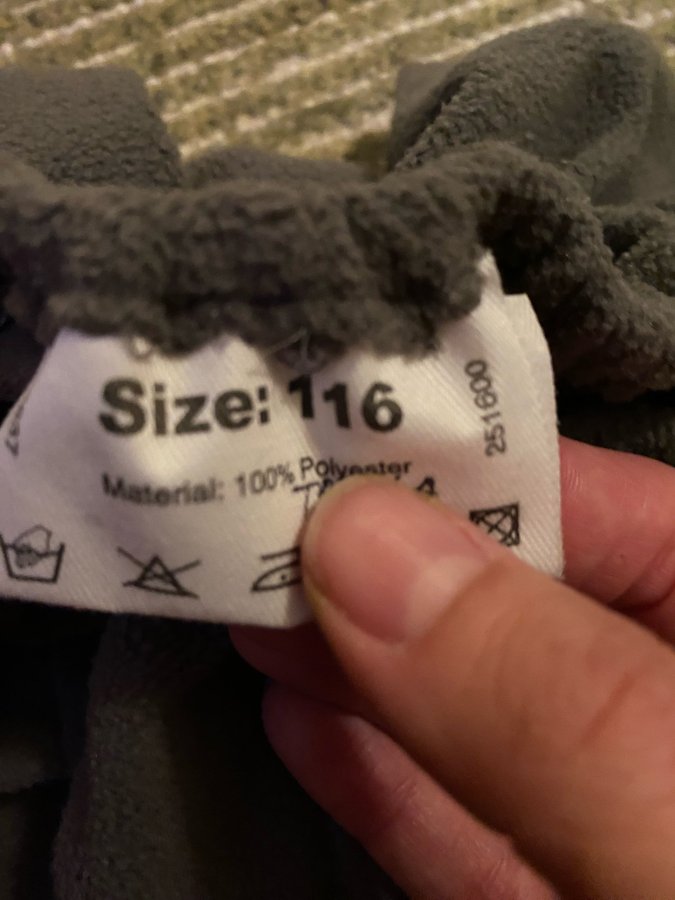 Size: 116
Material: 100% Polyester
251600